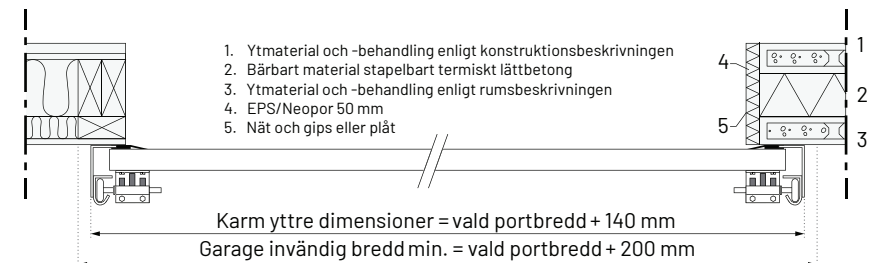 1. Ytmaterial och -behandling enligt konstruktionsbeskrivningen
2. Bärbart material stapelbart termiskt lättbetong
3. Ytmaterial och -behandling enligt rumsbeskrivningen
4. EPS/Neopor 50 mm
5. Nät och gips eller plåt
1
4
2
5
3
Karm yttre dimensioner = vald portbredd + 140 mm
Garage invändig bredd min. = vald portbredd + 200 mm